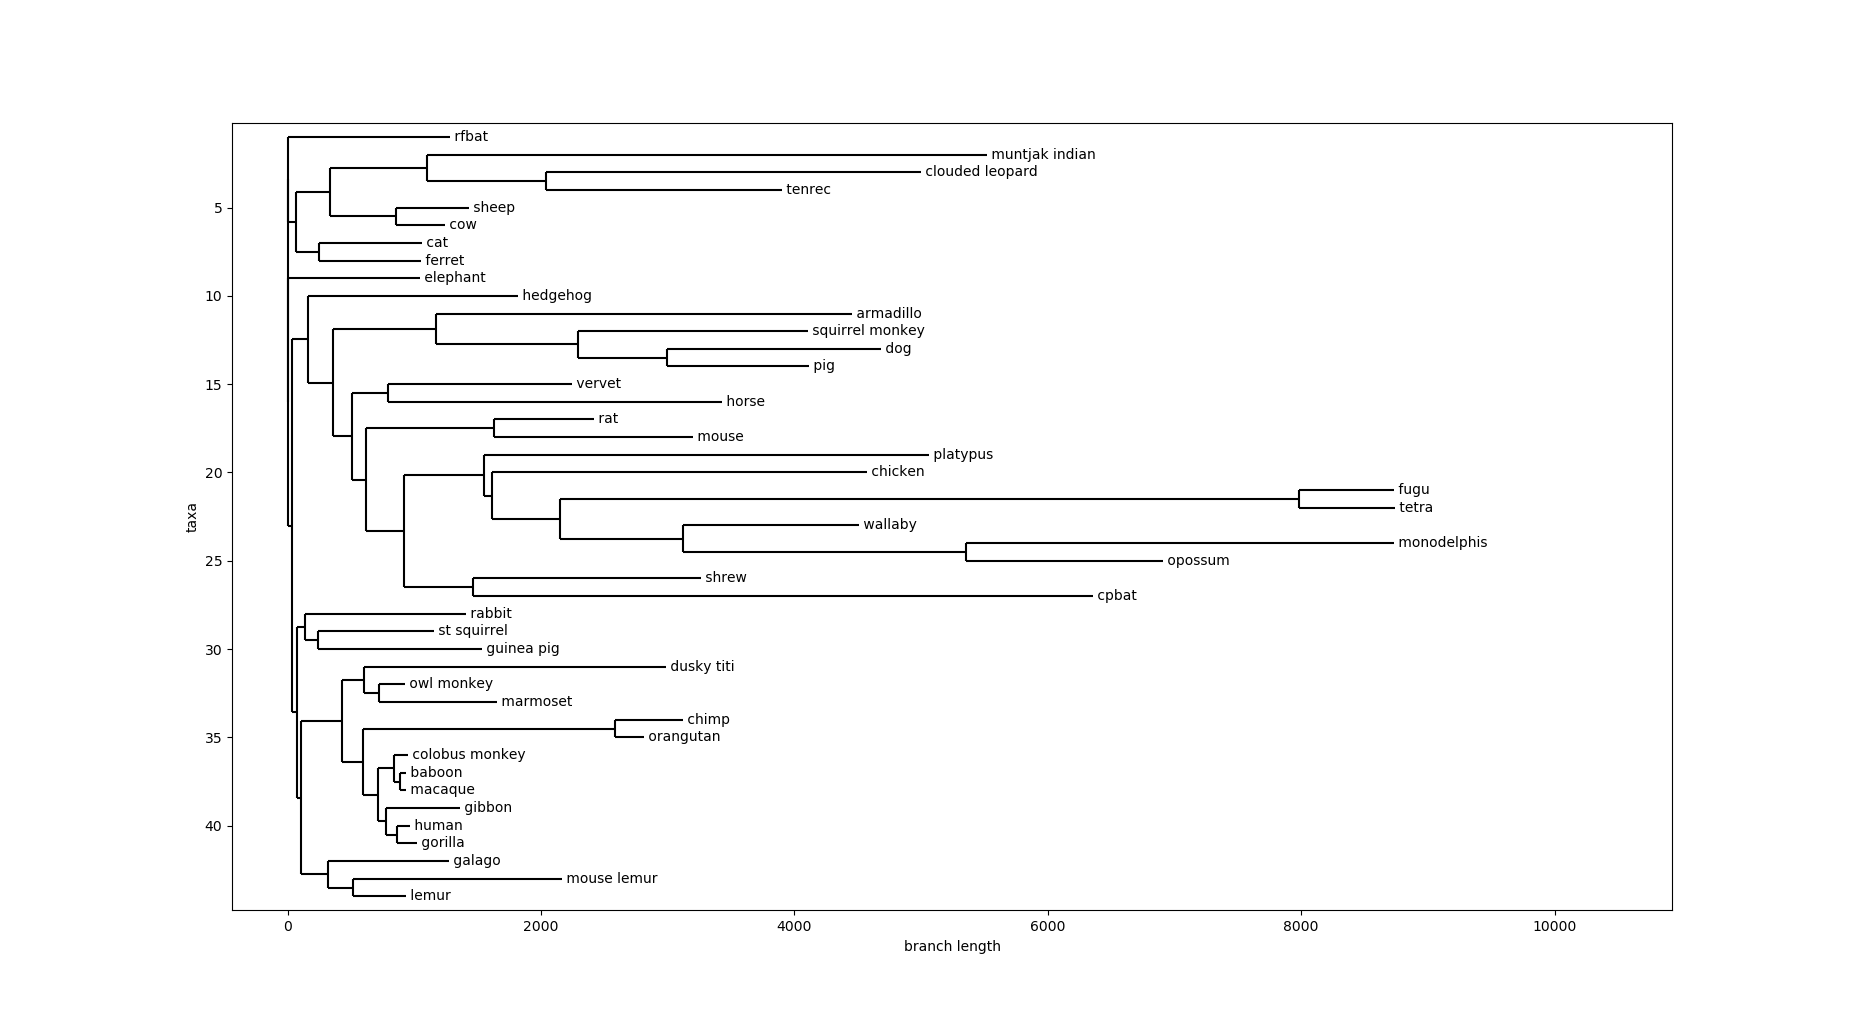 rfbat
muntjak indian
clouded leopard
tenrec
5
sheep
cow
cat
ferret
elephant
10
hedgehog
armadillo
squirrel monkey
dog
pig
15
vervet
horse
rat
mouse
platypus
20
chicken
fugu
tetra
taxa
wallaby
monodelphis
25
opossum
shrew
cpbat
rabbit
st squirrel
30
guinea pig
dusky titi
owl monkey
marmoset
chimp
35
orangutan
colobus monkey
baboon
macaque
gibbon
40
human
gorilla
galago
mouse lemur
lemur
0 2000 4000 6000 8000 10000
branch length